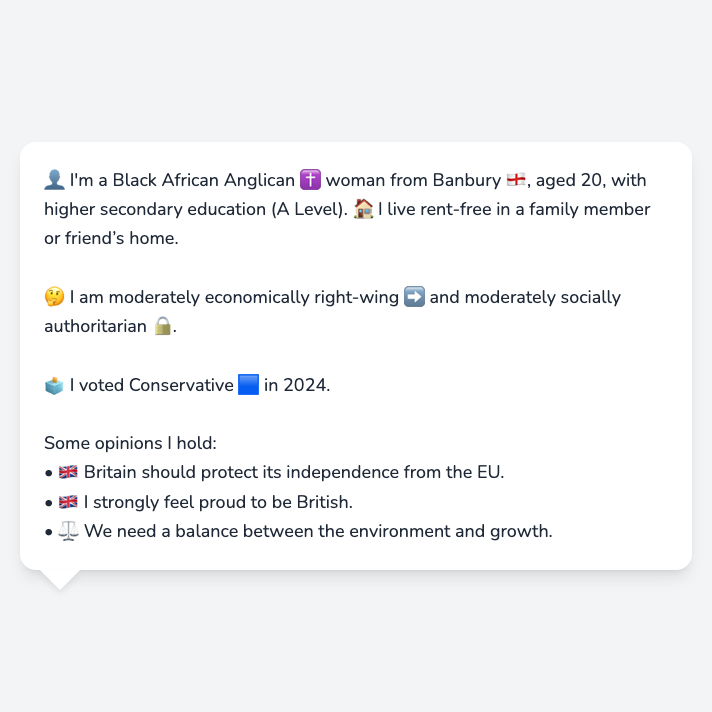 👤 I'm a Black African Anglican ✝️ woman from Banbury 🏴󠁧󠁢󠁥󠁮󠁧󠁿, aged 20, with
higher secondary education (A Level). 🏠 I live rent-free in a family member
or friend’s home.
🤔 I am moderately economically right-wing ➡️ and moderately socially
authoritarian 🔒.
🗳️ I voted Conservative 🟦 in 2024.
Some opinions I hold:
• 🇬🇧 Britain should protect its independence from the EU.
• 🇬🇧 I strongly feel proud to be British.
• ⚖️ We need a balance between the environment and growth.